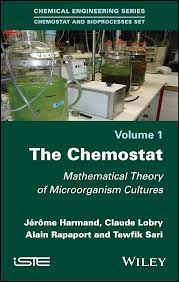 CHEMICAL ENGINEERING SERIES
CHEMOSTAT AND BIOPROCESSES SET
Volume 1
The Chemostat
Mathematical Theory
of Microorganism Cultures
Jérôme Harmand, Claude Lobry
Alain Rapaport and Tewfik Sari
iSTE
WILEY